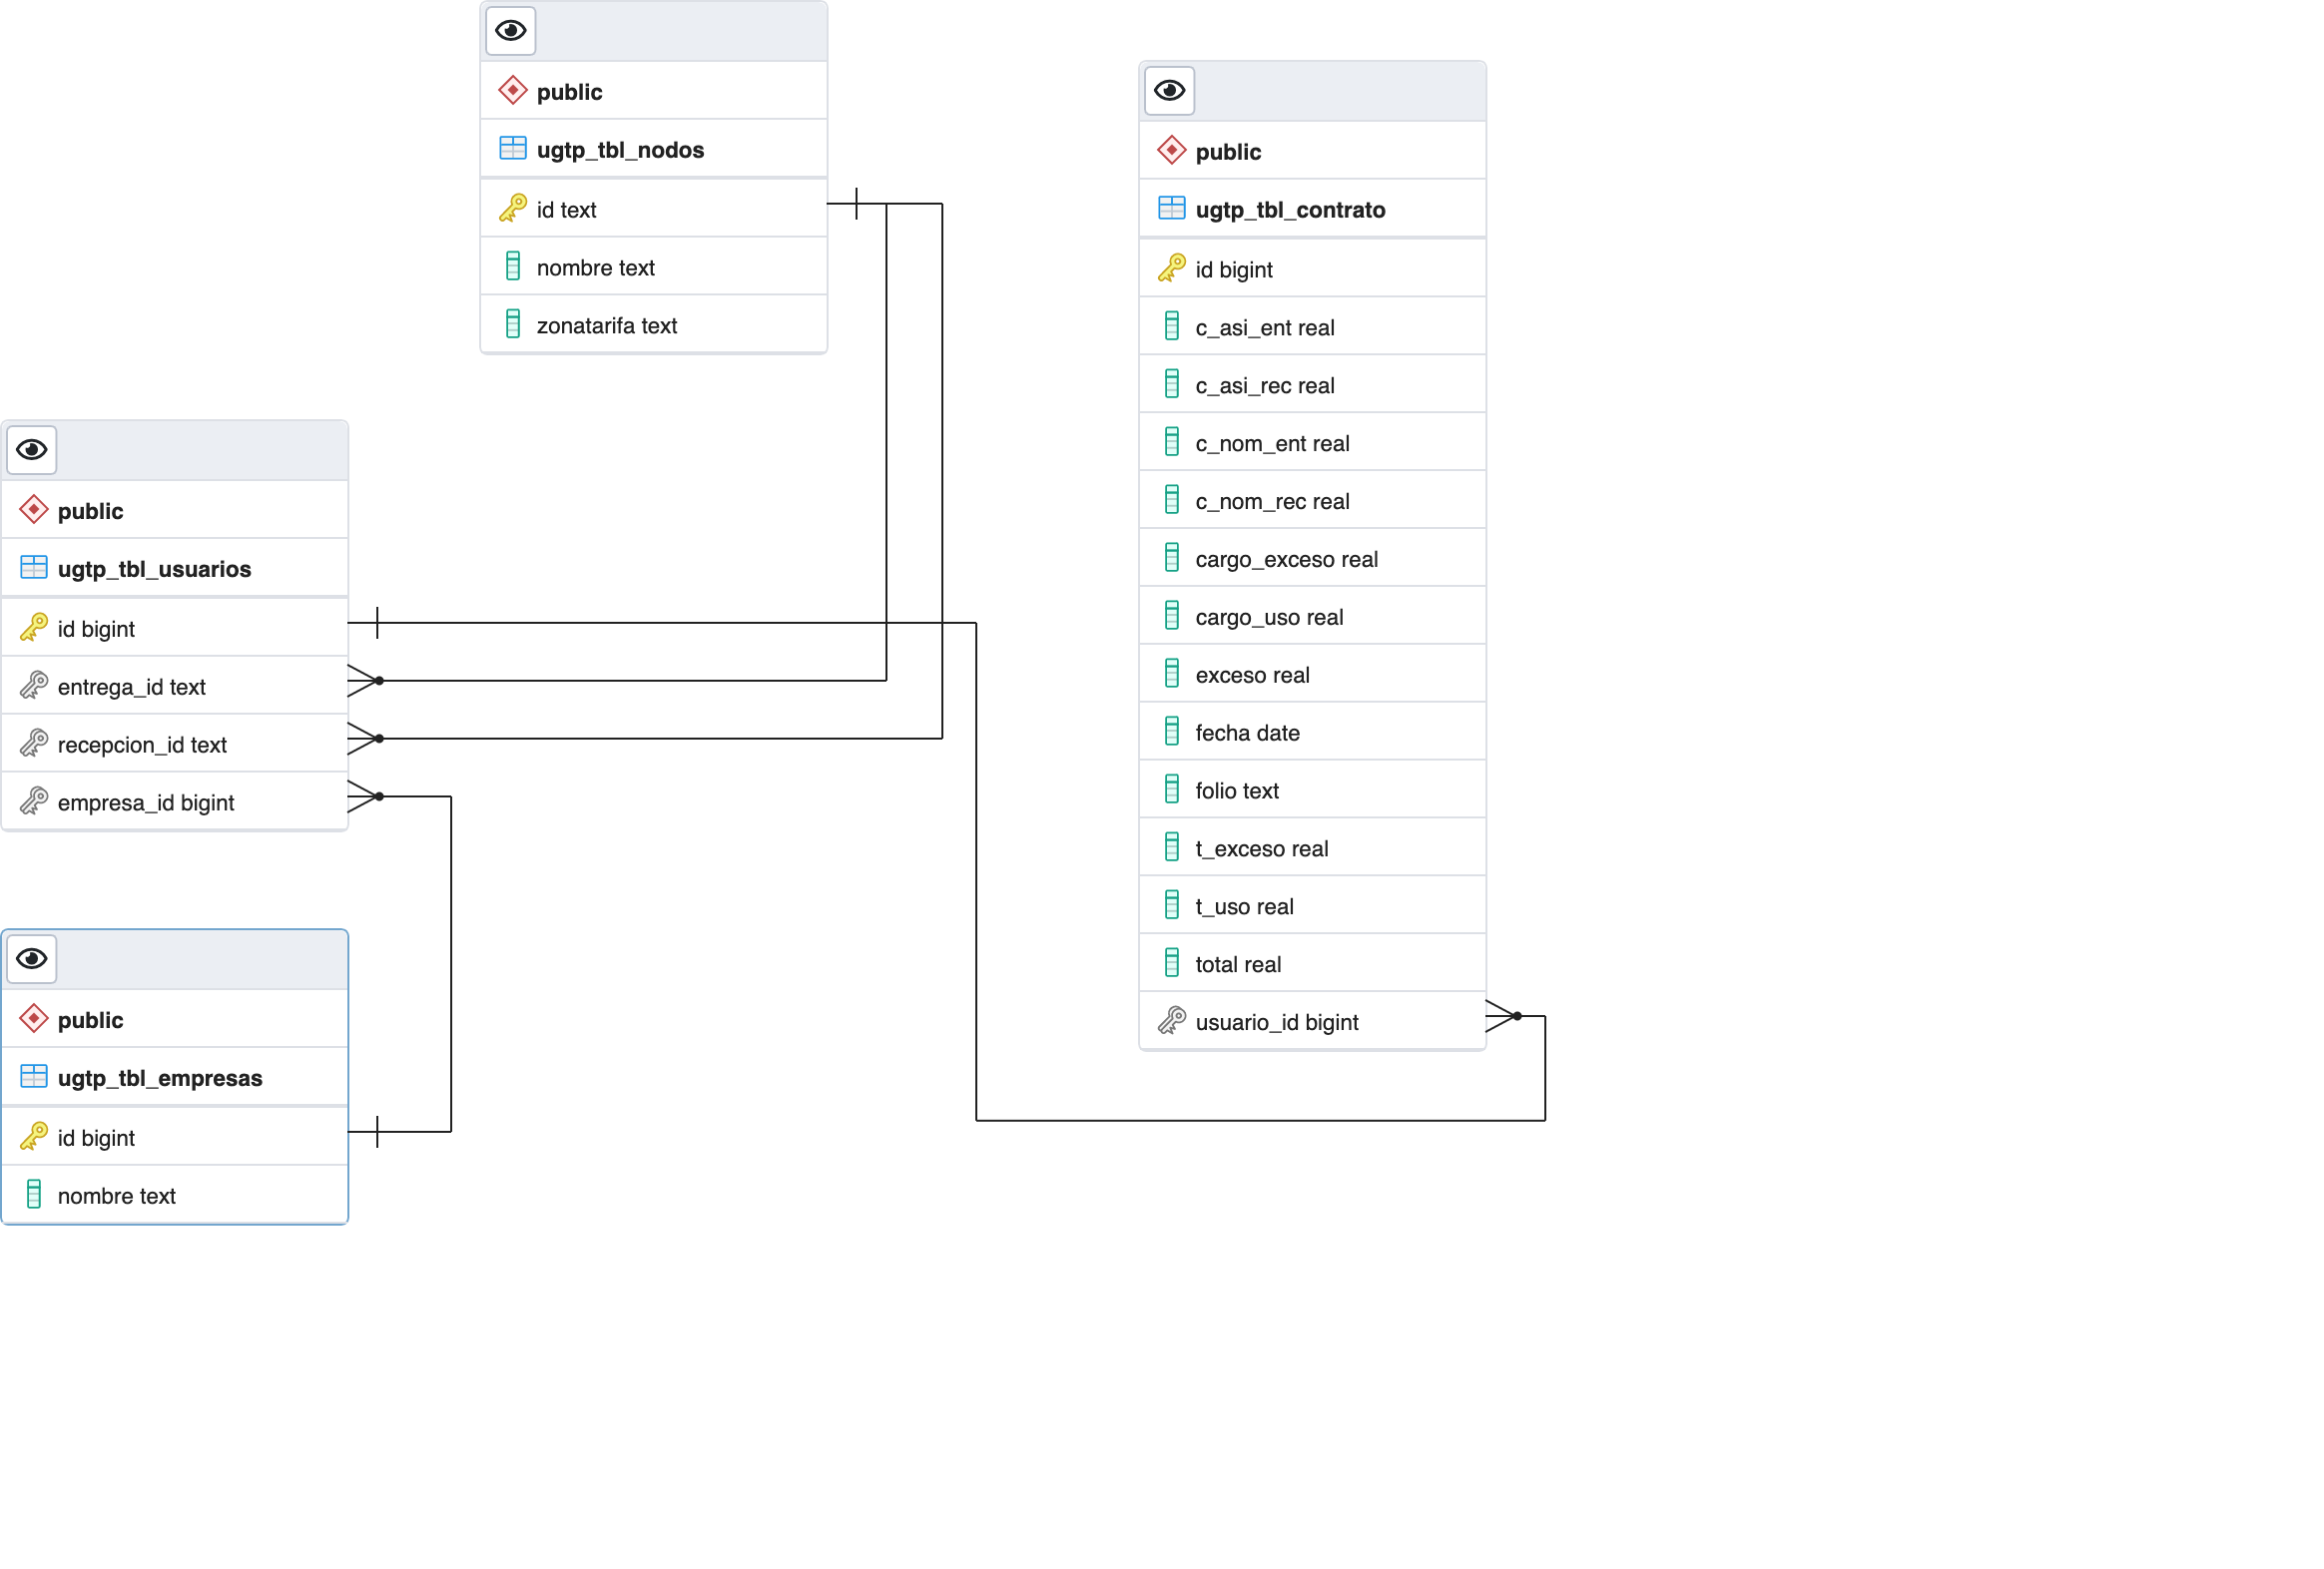 public
ugtp_tbl_nodos
id text
nombre text
zonatarifa text
public
ugtp_tbl_contrato
id bigint
c_asi_ent real
c_asi_rec real
c_nom_ent real
c_nom_rec real
cargo_exceso real
cargo_uso real
exceso real
fecha date
folio text
t_exceso real
t_uso real
total real
usuario_id bigint
public
ugtp_tbl_usuarios
id bigint
entrega_id text
recepcion_id text
empresa_id bigint
public
ugtp_tbl_empresas
id bigint
nombre text